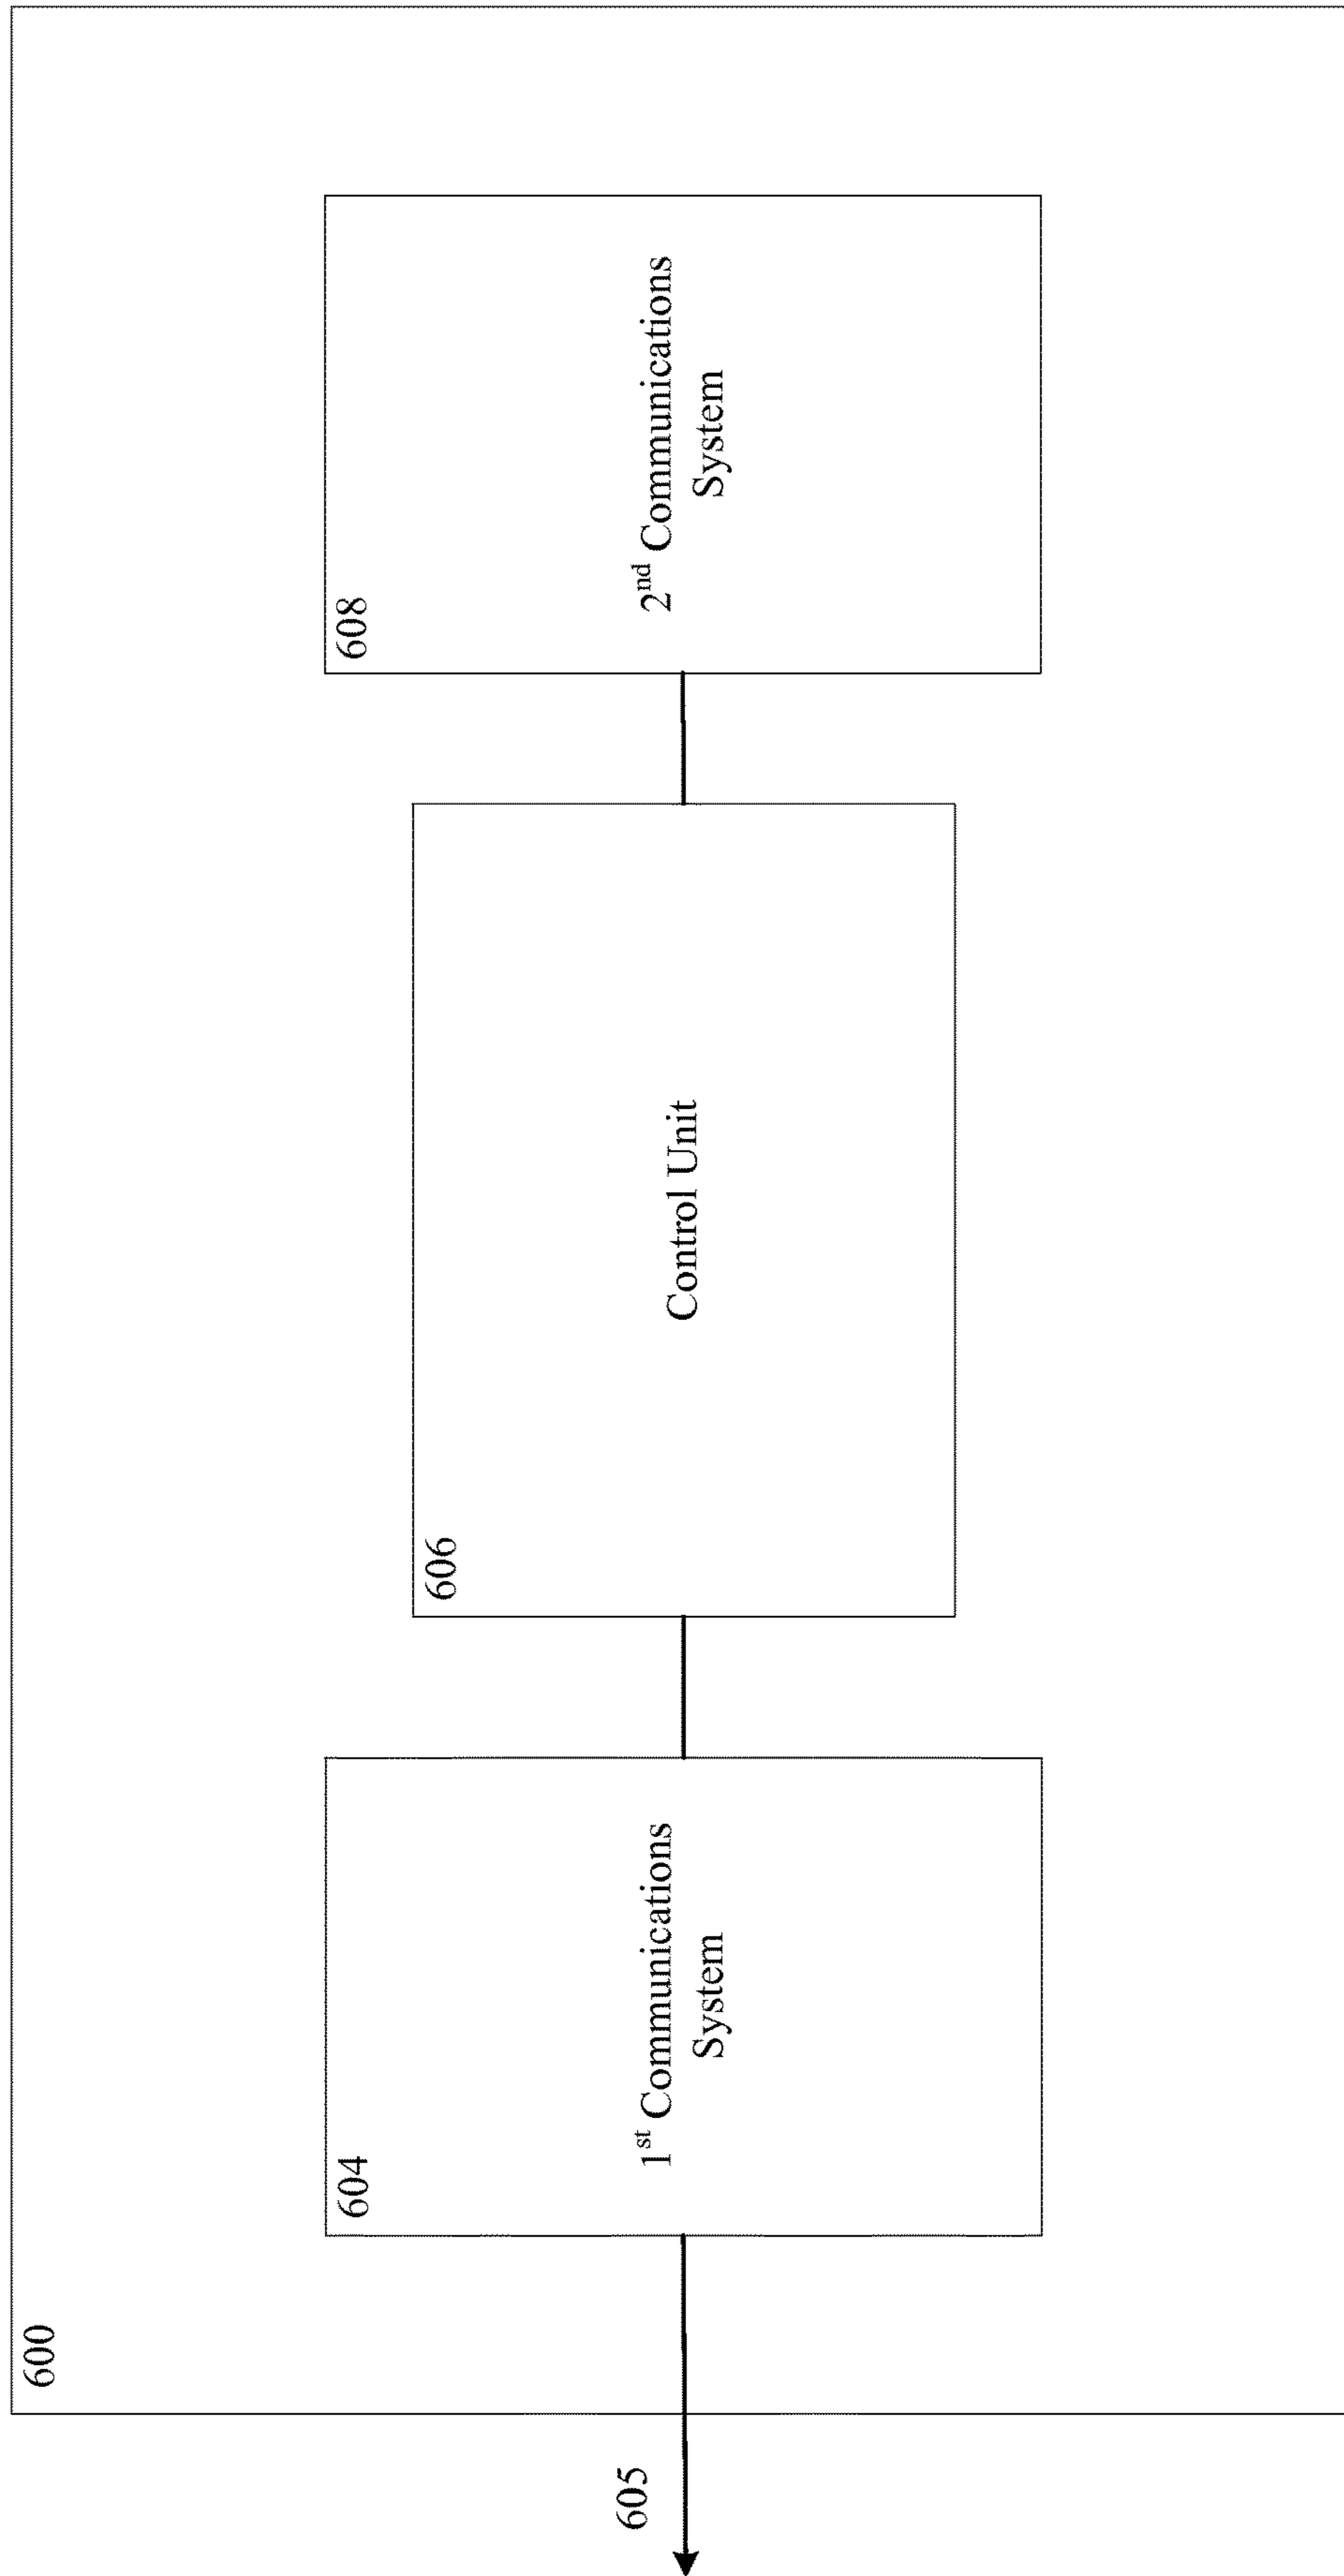 600
605
604
1st Communications
System
606
Control Unit
608
2nd Communications
System